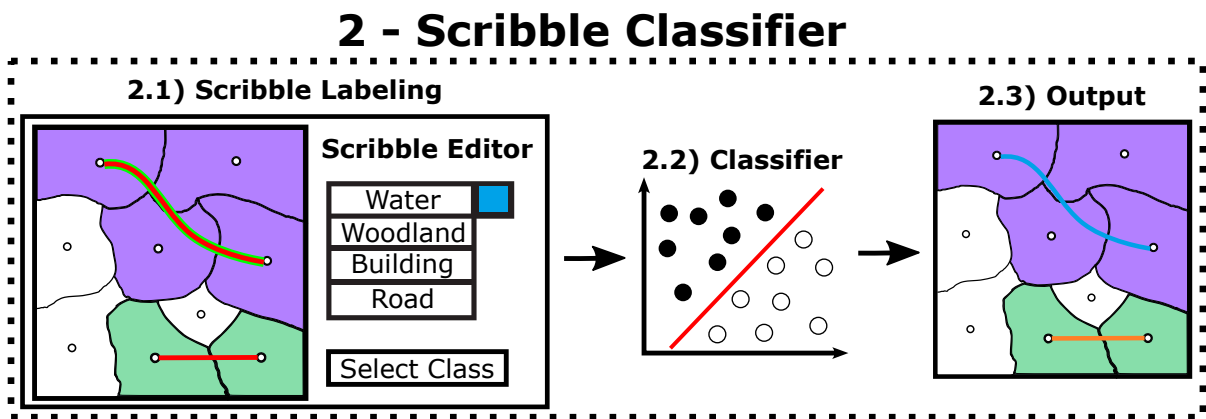 2 - Scribble Classifier
2.1) Scribble Labeling
Scribble Editor
Water
Woodland
Building
Road
Select Class
2.2) Classifier
2.3) Output